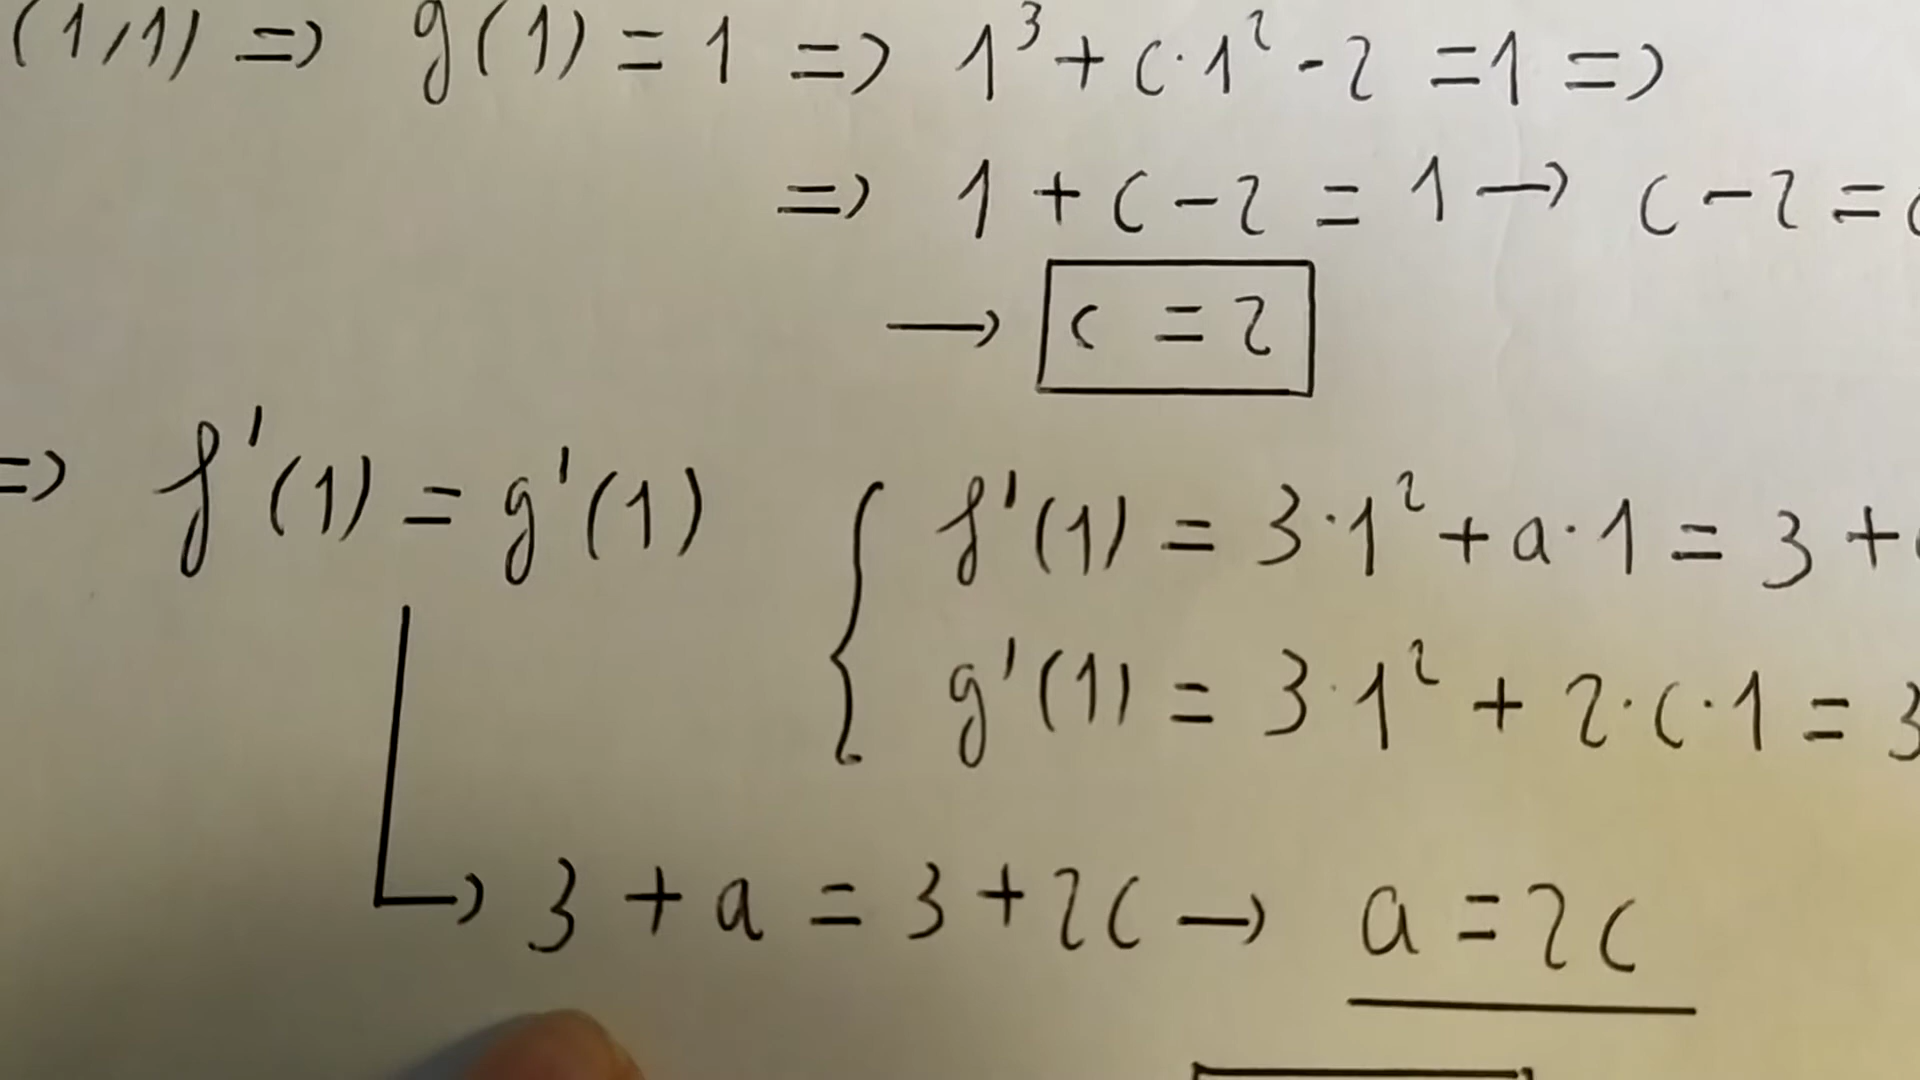 (1,1) => g(1) = 1 => 1³ + c·1² - 2 = 1 =>
=> 1 + c - 2 = 1 → c - 2 =
→ c = 2
=> f'(1) = g'(1)
f'(1) = 3·1² + a·1 = 3 +
g'(1) = 3·1² + 2·c·1 = 3
3 + a = 3 + 2c → a = 2c